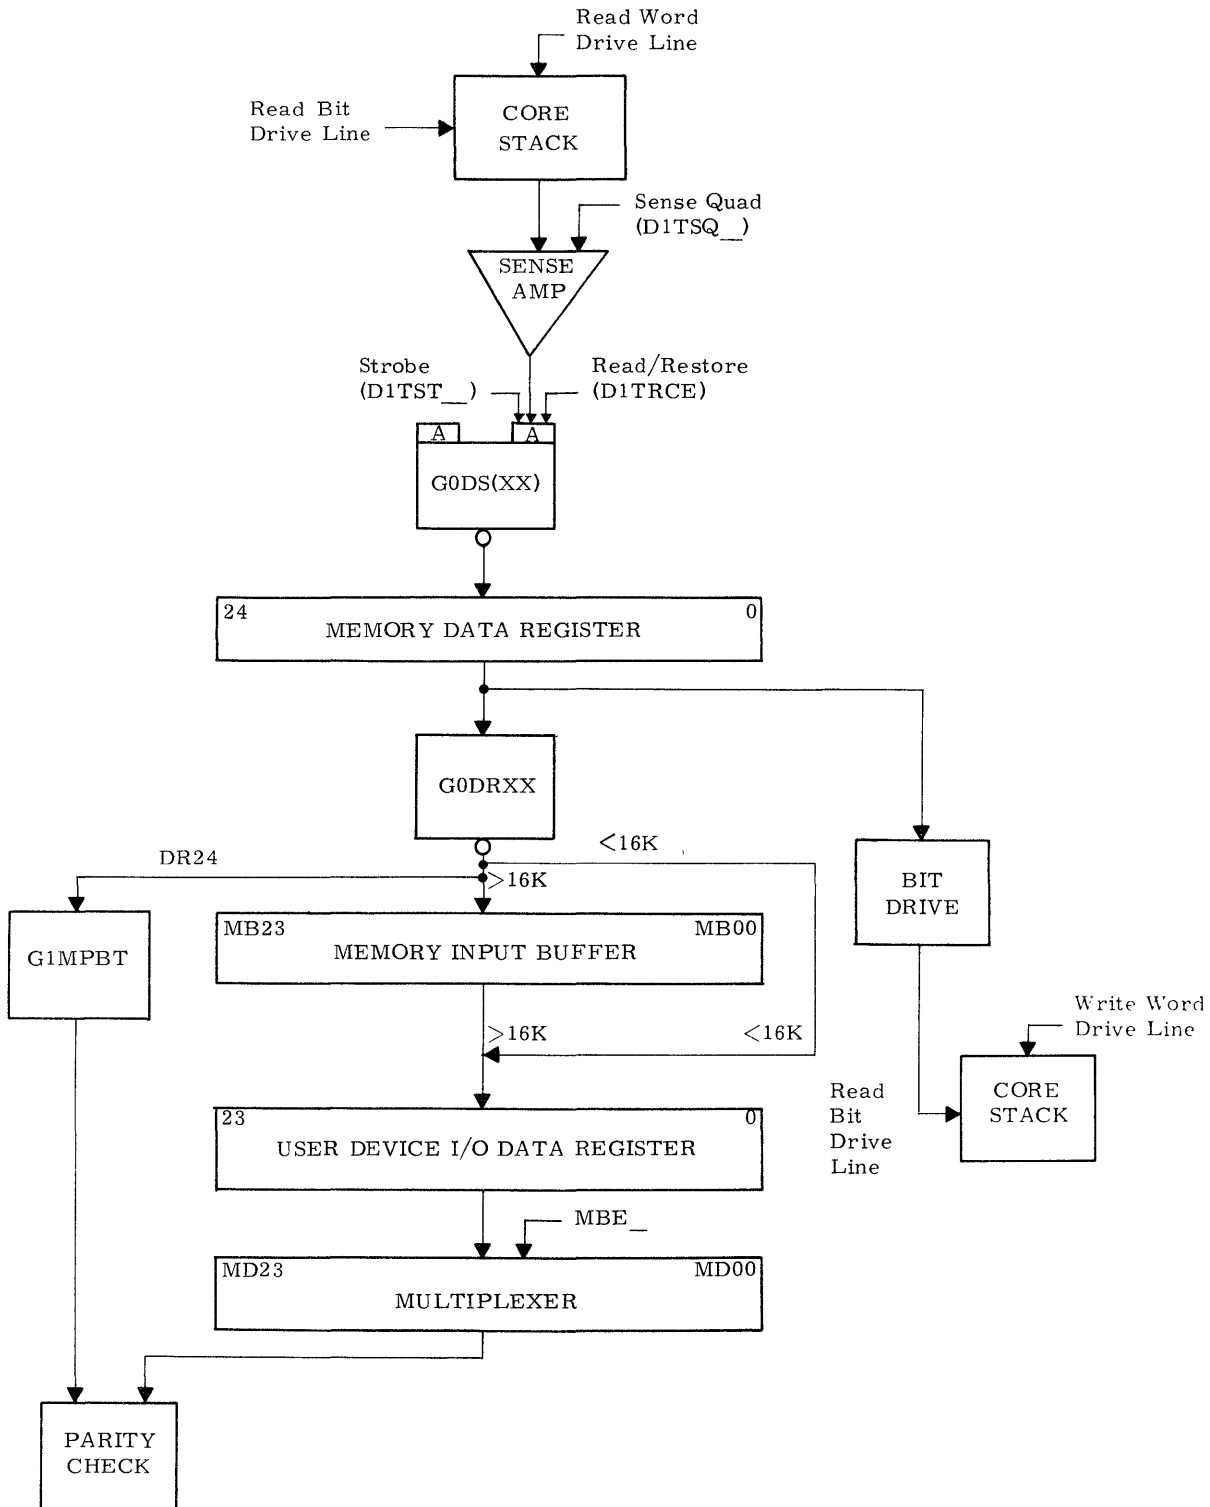 Read Word
Drive Line
Read Bit
Drive Line
CORE
STACK
Sense Quad
(D1TSQ__)
SENSE
AMP
Strobe
(D1TST__)
Read/Restore
(D1TRCE)
A
A
G0DS(XX)
24
0
MEMORY DATA REGISTER
G0DRXX
<16K
DR24
>16K
BIT
DRIVE
MB23
MB00
MEMORY INPUT BUFFER
G1MPBT
>16K
<16K
Write Word
Drive Line
Read
Bit
Drive
Line
CORE
STACK
23
0
USER DEVICE I/O DATA REGISTER
MBE_
MD23
MD00
MULTIPLEXER
PARITY
CHECK